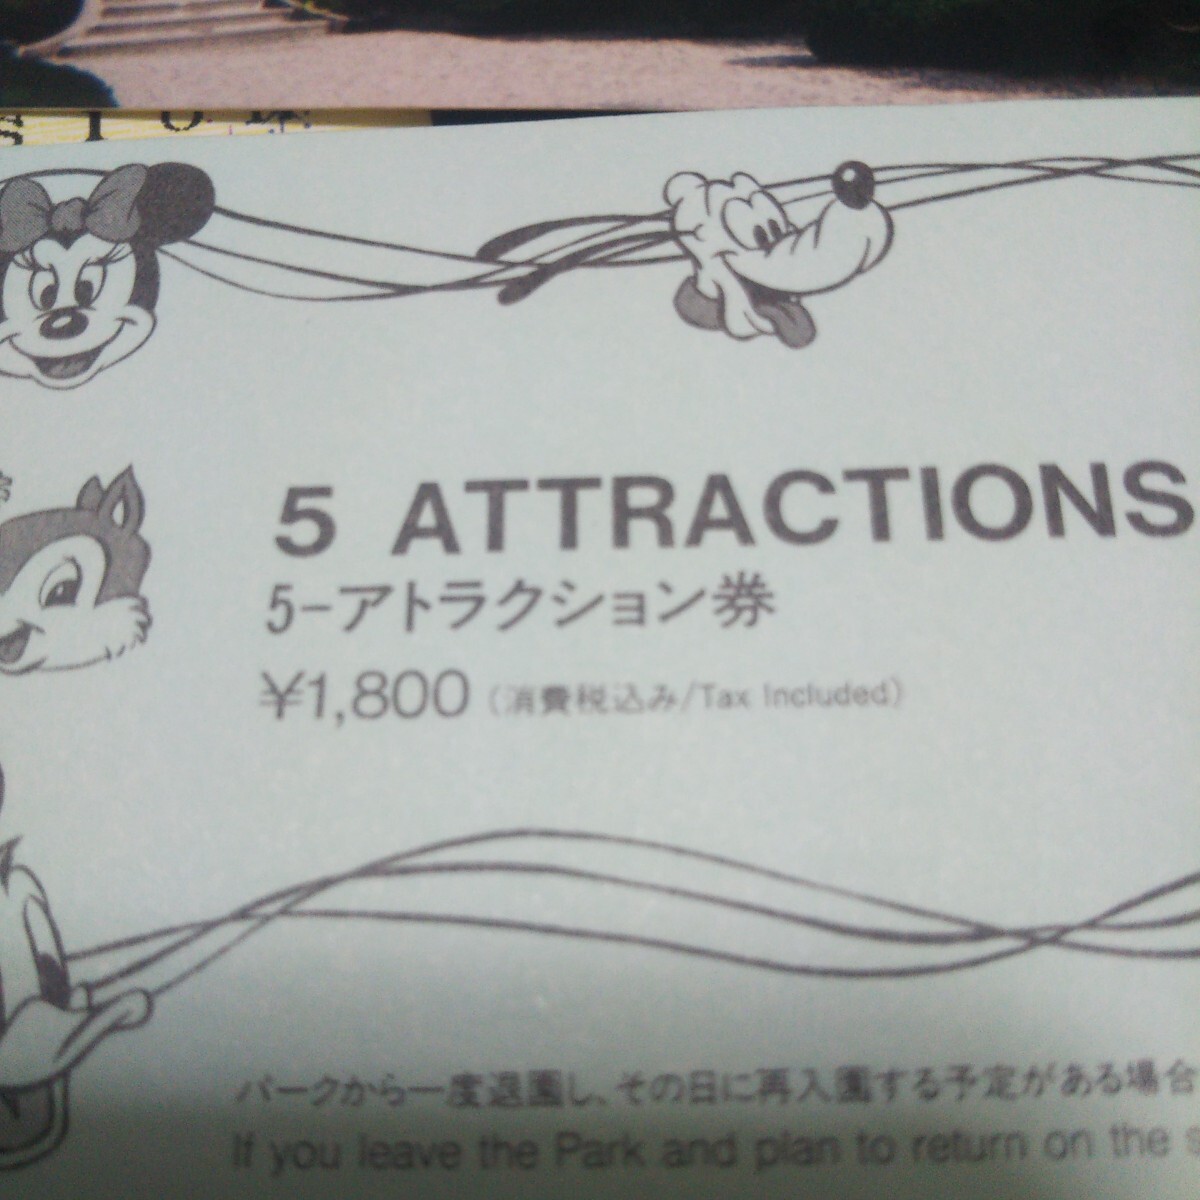 5 ATTRACTIONS
5-アトラクション券
¥1,800 (消費税込み/Tax Included)
パークから一度退園し、その日に再入園する予定がある場合
If you leave the Park and plan to return on the s